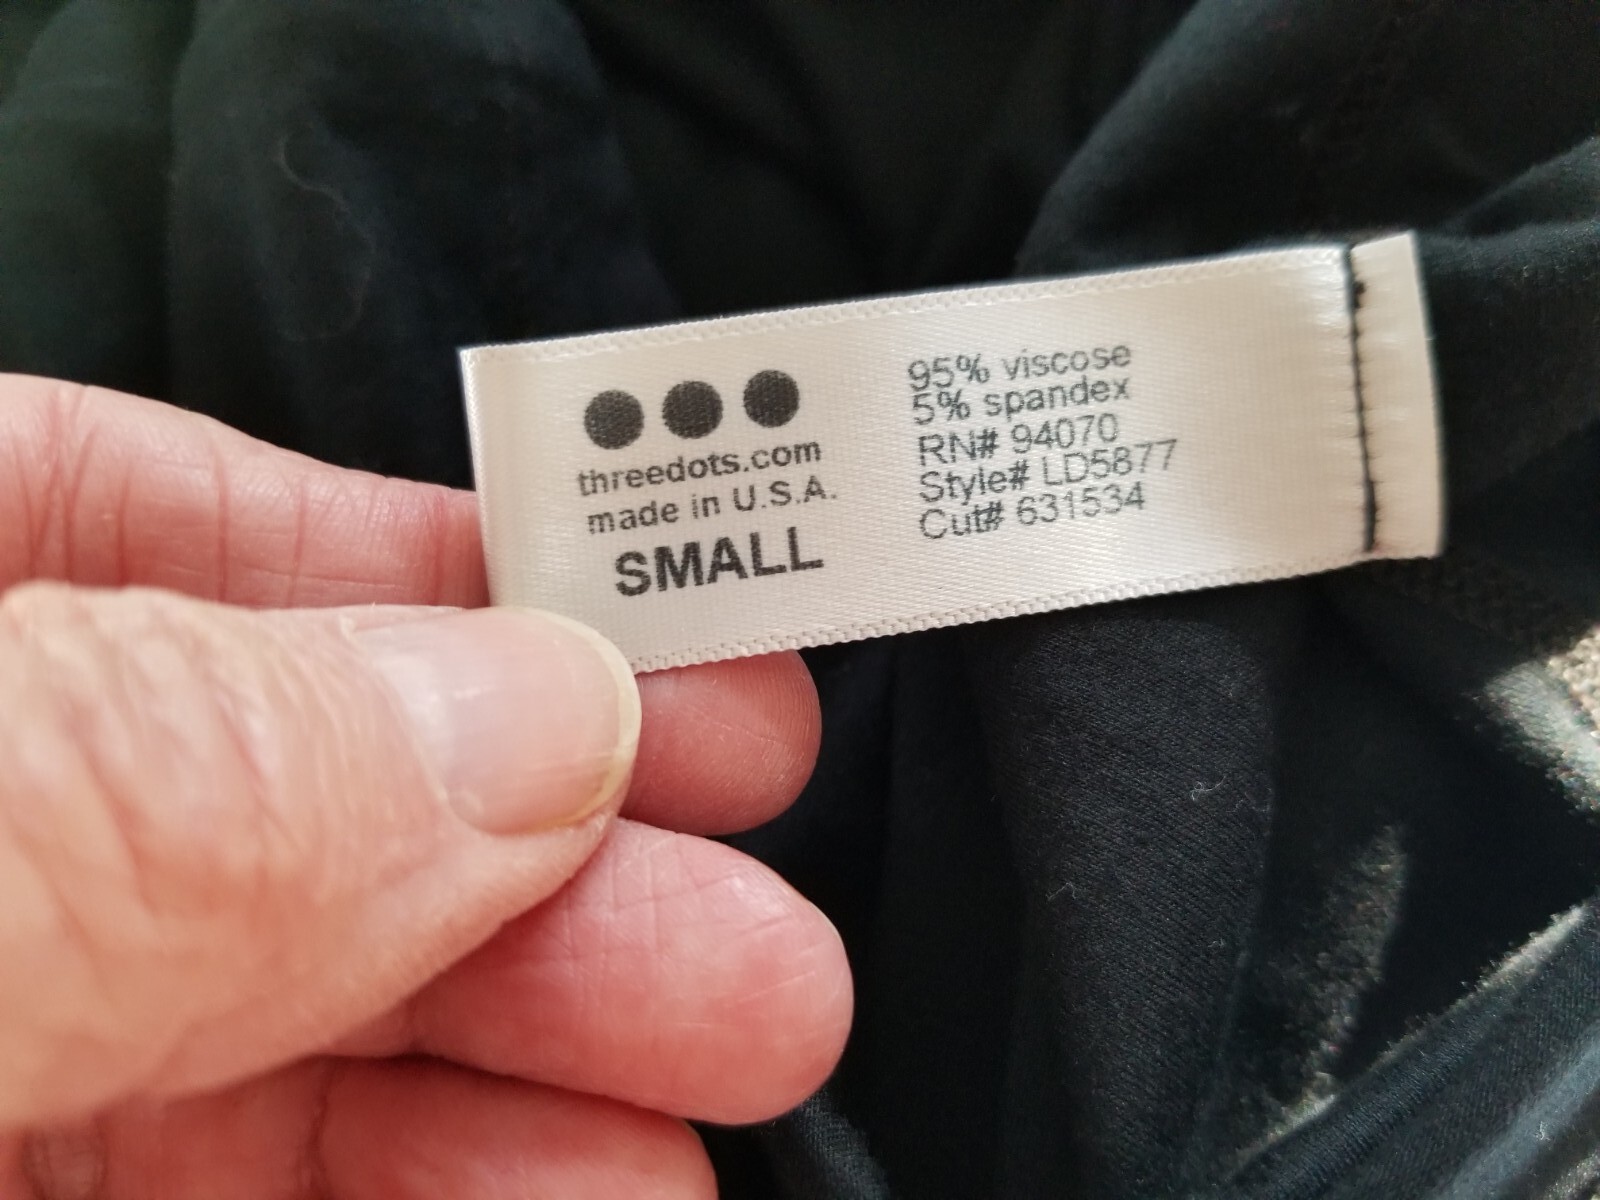 threedots.com
made in U.S.A.
SMALL
95% viscose
5% spandex
RN# 94070
Style# LD5877
Cut# 631534